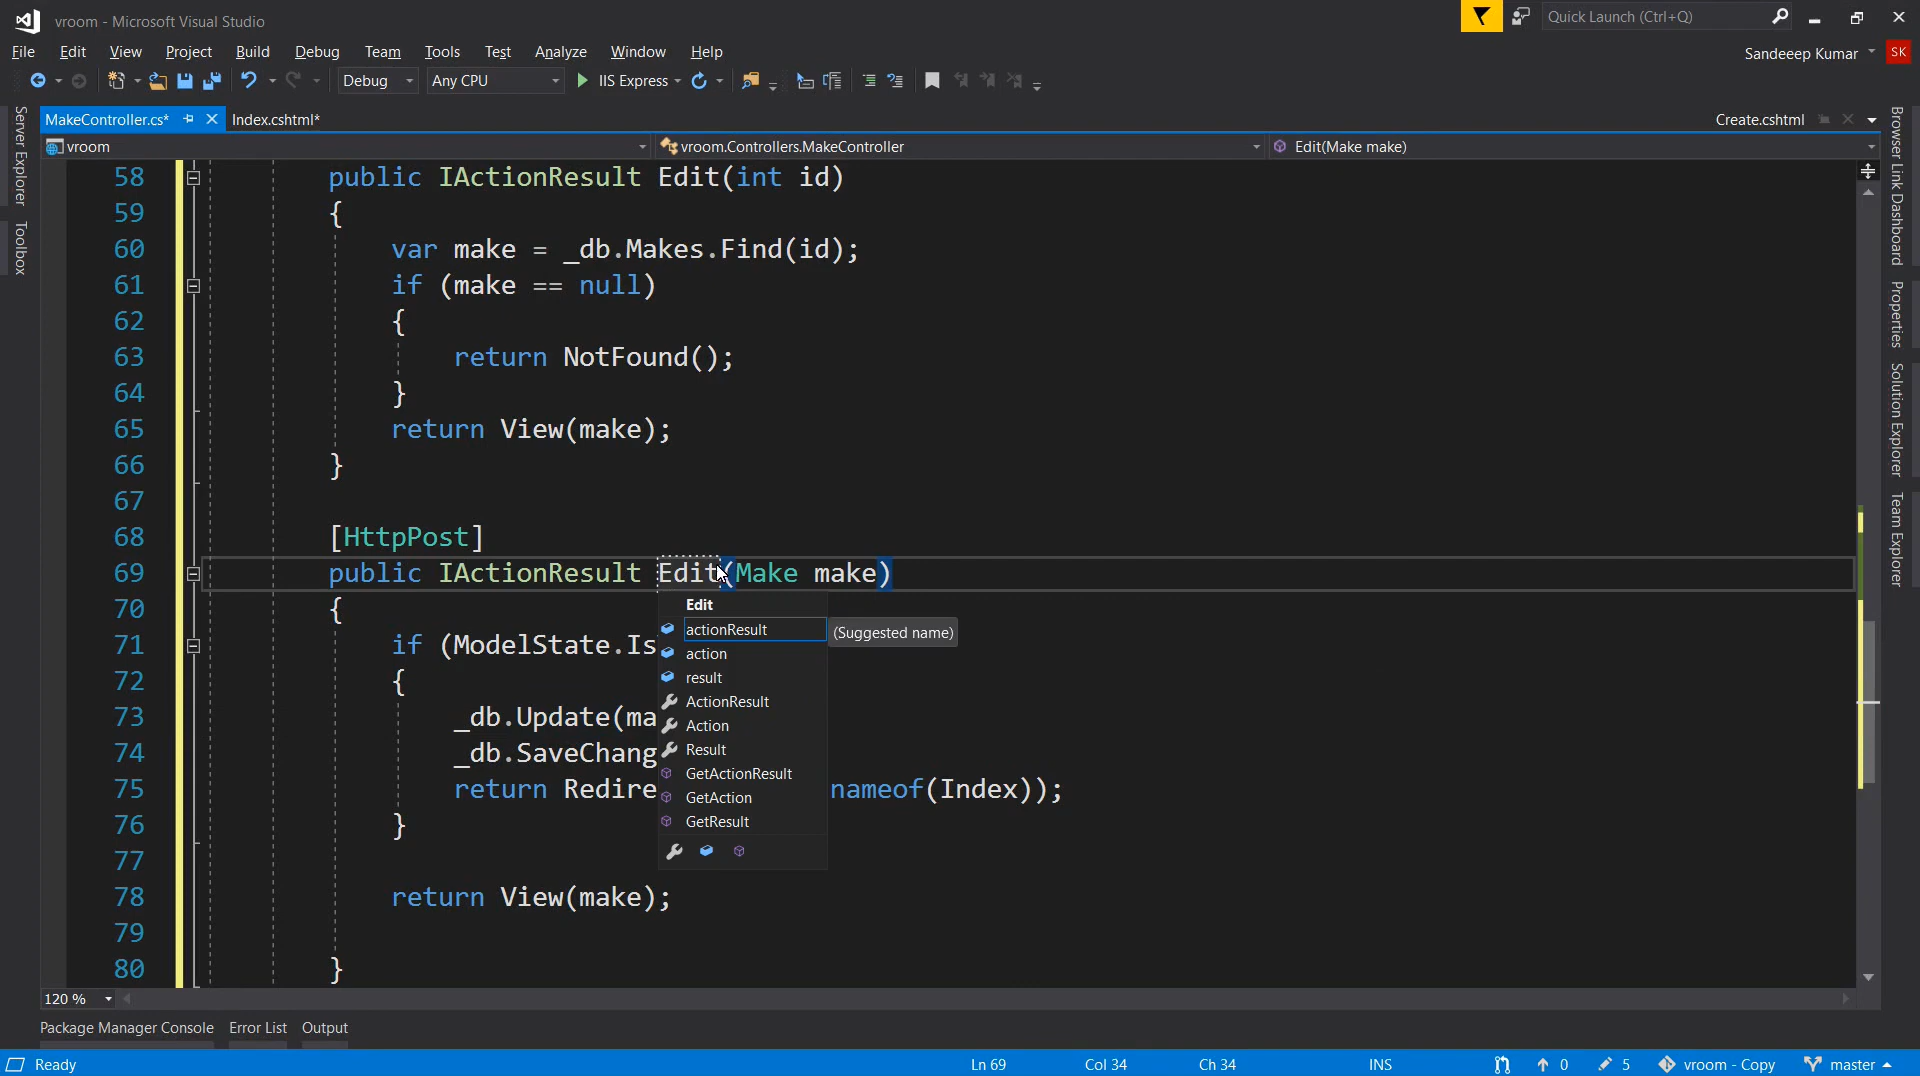 vroom - Microsoft Visual Studio
Quick Launch (Ctrl+Q)
File Edit View Project Build Debug Team Tools Test Analyze Window Help
Sandeeep Kumar SK
Debug Any CPU IIS Express
MakeController.cs* Index.cshtml* Create.cshtml
vroom vroom.Controllers.MakeController Edit(Make make)
Server Explorer
Toolbox
58 public IActionResult Edit(int id)
59 {
60 var make = _db.Makes.Find(id);
61 if (make == null)
62 {
63 return NotFound();
64 }
65 return View(make);
66 }
67
68 [HttpPost]
69 public IActionResult Edit(Make make)
70 {
71 if (ModelState.Is
72 {
73 _db.Update(ma
74 _db.SaveChang
75 return Redire nameof(Index));
76 }
77
78 return View(make);
79
80 }
Edit
actionResult (Suggested name)
action
result
ActionResult
Action
Result
GetActionResult
GetAction
GetResult
Browser Link Dashboard
Properties
Solution Explorer
Team Explorer
120 %
Package Manager Console Error List Output
Ready Ln 69 Col 34 Ch 34 INS 0 5 vroom - Copy master